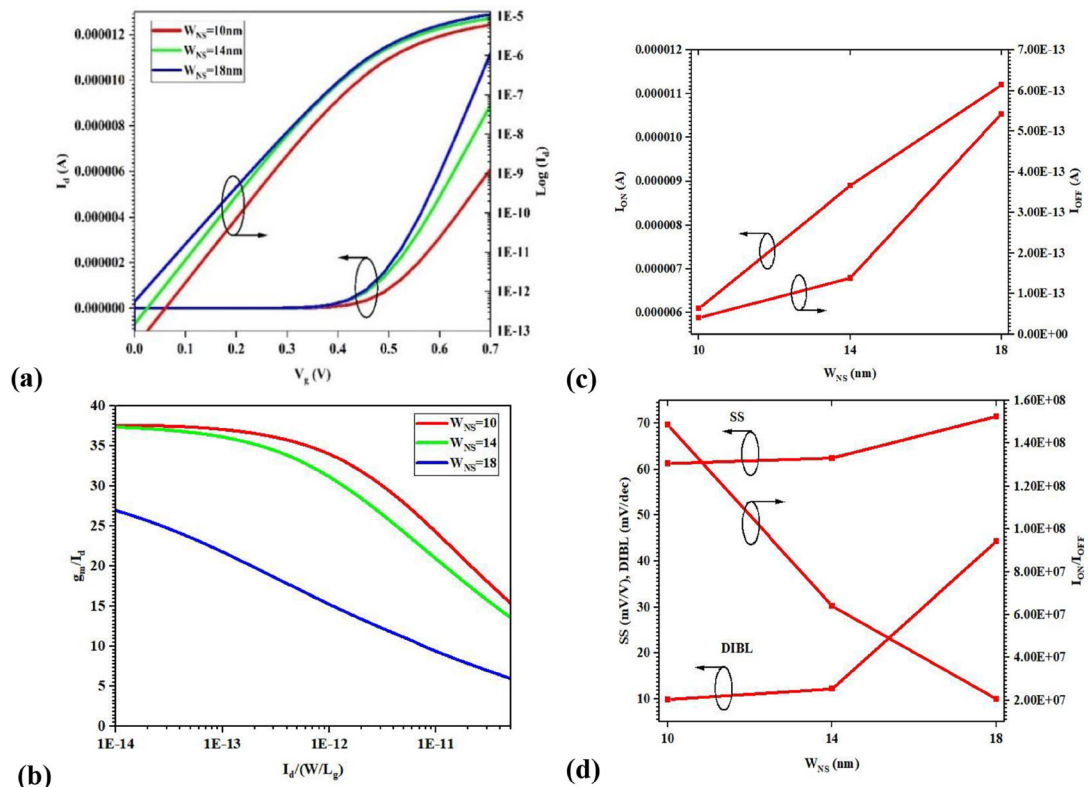 W_NS=10nm
W_NS=14nm
W_NS=18nm
0.000012
0.000010
0.000008
0.000006
0.000004
0.000002
0.000000
I_d (A)
1E-5
1E-6
1E-7
1E-8
1E-9
1E-10
1E-11
1E-12
1E-13
Log (I_d)
0.0 0.1 0.2 0.3 0.4 0.5 0.6 0.7
V_g (V)
(a)
0.000012
0.000011
0.000010
0.000009
0.000008
0.000007
0.000006
I_ON (A)
7.00E-13
6.00E-13
5.00E-13
4.00E-13
3.00E-13
2.00E-13
1.00E-13
0.00E+00
I_OFF (A)
10 14 18
W_NS (nm)
(c)
W_NS=10
W_NS=14
W_NS=18
40
35
30
25
20
15
10
5
0
g_m/I_d
1E-14 1E-13 1E-12 1E-11
I_d/(W/L_g)
(b)
SS
DIBL
70
60
50
40
30
20
10
SS (mV/V), DIBL (mV/dec)
1.60E+08
1.40E+08
1.20E+08
1.00E+08
8.00E+07
6.00E+07
4.00E+07
2.00E+07
I_ON/I_OFF
10 14 18
W_NS (nm)
(d)